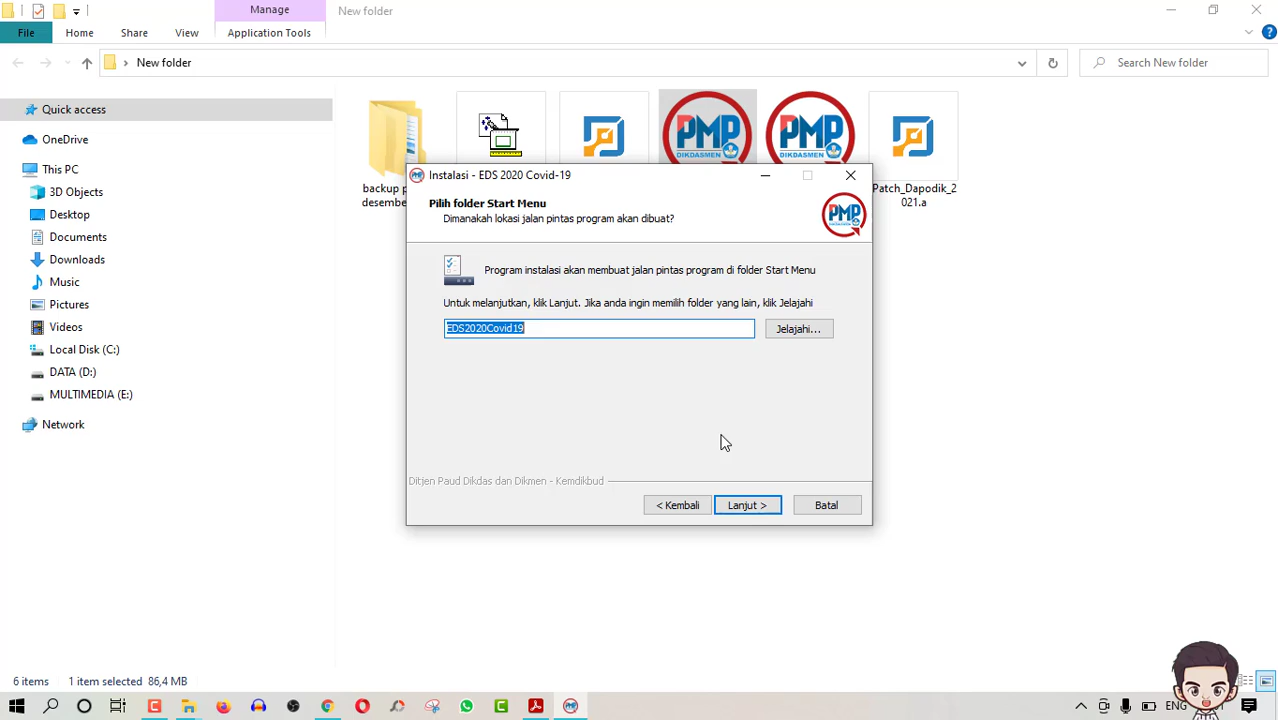 Manage
New folder
File
Home
Share
View
Application Tools
New folder
Search New folder
Quick access
OneDrive
This PC
3D Objects
Desktop
Documents
Downloads
Music
Pictures
Videos
Local Disk (C:)
DATA (D:)
MULTIMEDIA (E:)
Network
PMP
DIKDASMEN
PMP
DIKDASMEN
backup p
desembe
Patch_Dapodik_2
021.a
Instalasi - EDS 2020 Covid-19
Pilih folder Start Menu
Dimanakah lokasi jalan pintas program akan dibuat?
PMP
Program instalasi akan membuat jalan pintas program di folder Start Menu
Untuk melanjutkan, klik Lanjut. Jika anda ingin memilih folder yang lain, klik Jelajahi
EDS2020Covid19
Jelajahi...
Ditjen Paud Dikdas dan Dikmen - Kemdikbud
< Kembali
Lanjut >
Batal
6 items
1 item selected 86,4 MB
ENG